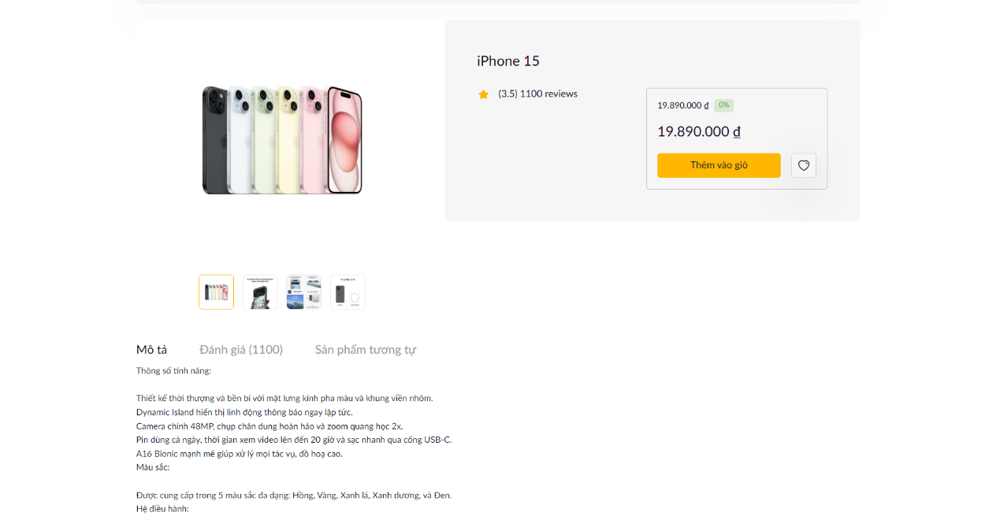 iPhone 15
(3.5) 1100 reviews
19.890.000 ₫ 0%
19.890.000 ₫
Thêm vào giỏ
Mô tả Đánh giá (1100) Sản phẩm tương tự
Thông số tính năng:
Thiết kế thời thượng và bền bỉ với mặt lưng kính pha màu và khung viền nhôm.
Dynamic Island hiển thị linh động thông báo ngay lập tức.
Camera chính 48MP, chụp chân dung hoàn hảo và zoom quang học 2x.
Pin dùng cả ngày, thời gian xem video lên đến 20 giờ và sạc nhanh qua cổng USB-C.
A16 Bionic mạnh mẽ giúp xử lý mọi tác vụ, đồ hoạ cao.
Màu sắc:
Được cung cấp trong 5 màu sắc đa dạng: Hồng, Vàng, Xanh lá, Xanh dương, và Đen.
Hệ điều hành: